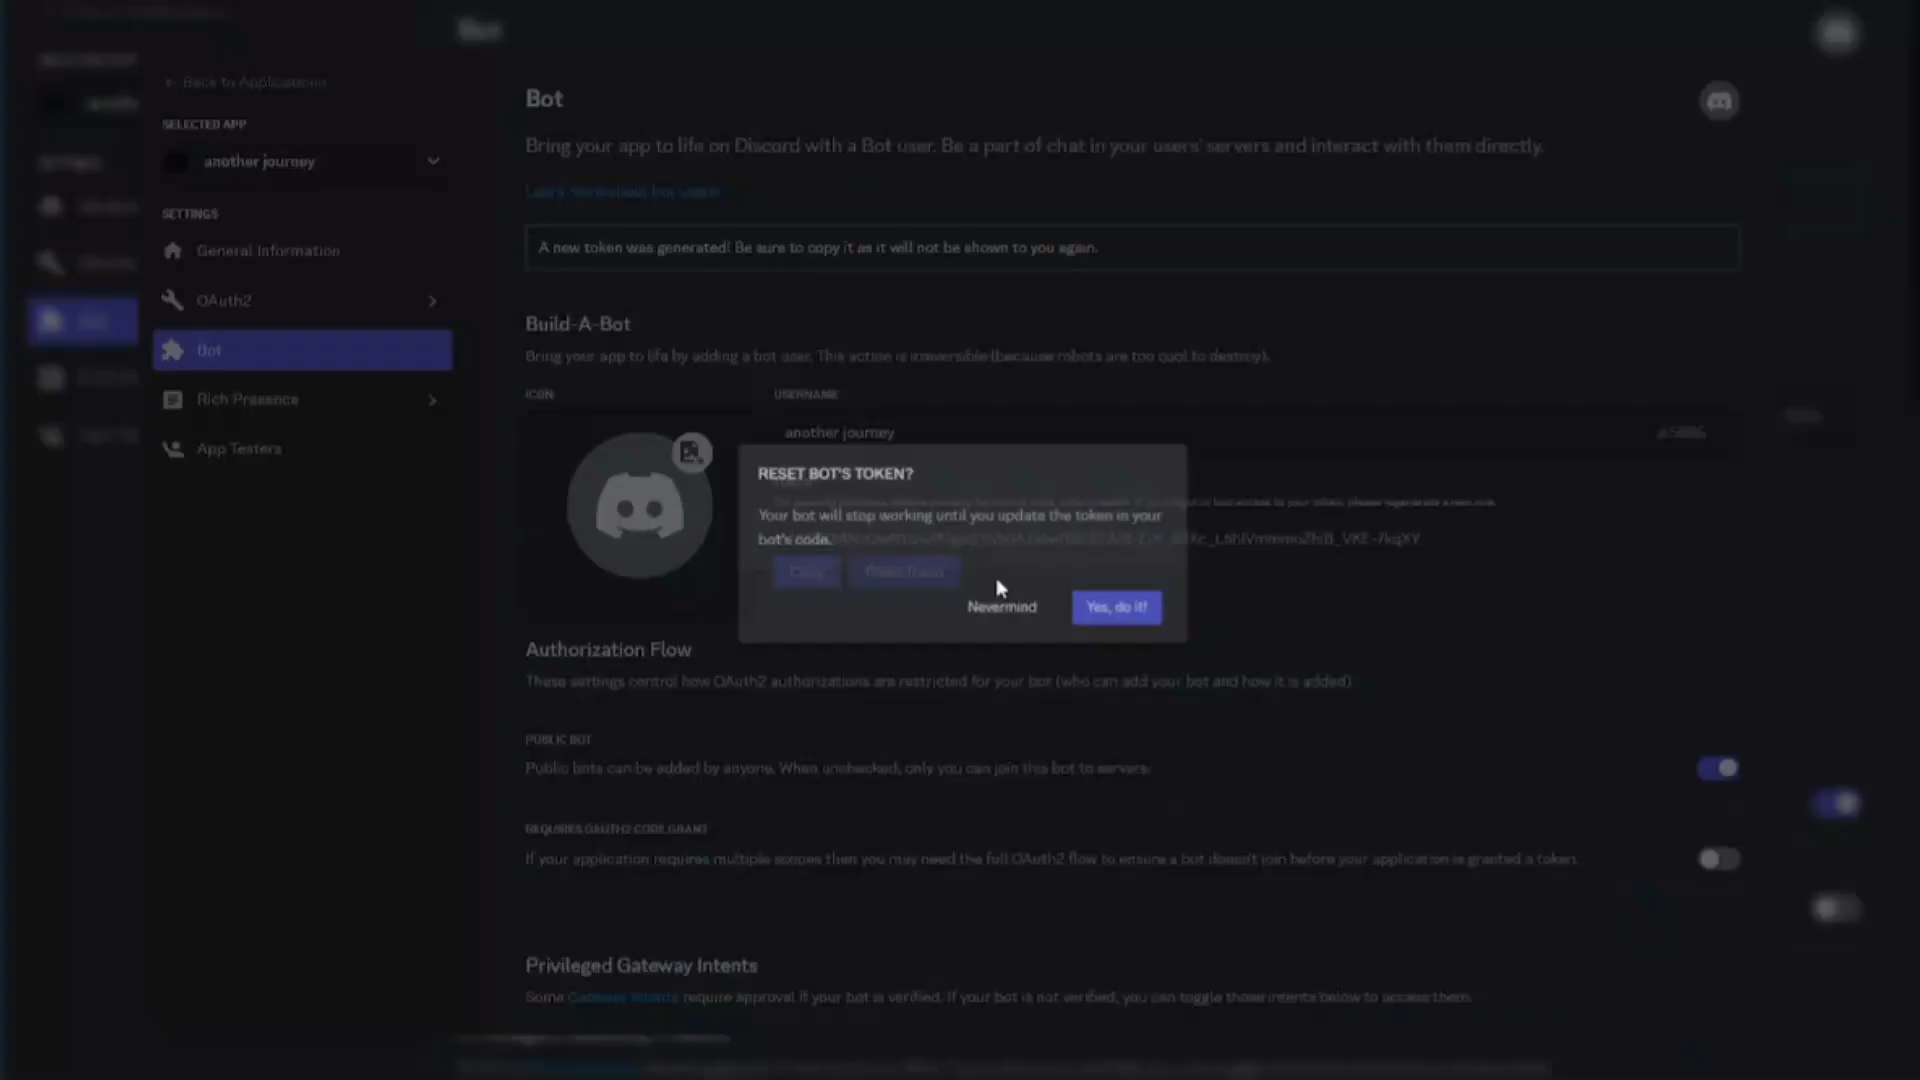 Bot
← Back to Applications
SELECTED APP
another journey
SETTINGS
General Information
OAuth2
Bot
Rich Presence
App Testers
Bot
Bring your app to life on Discord with a Bot user. Be a part of chat in your users' servers and interact with them directly.
A new token was generated! Be sure to copy it as it will not be shown to you again.
Build-A-Bot
Bring your app to life by adding a bot user. This action is irreversible (because robots are too cool to destroy).
ICON
USERNAME
another journey
RESET BOT'S TOKEN?
Your bot will stop working until you update the token in your
bot's code.
Copy
Reset Token
Nevermind
Yes, do it!
Authorization Flow
These settings control how OAuth2 authorizations are restricted for your bot (who can add your bot and how it is added).
PUBLIC BOT
Public bots can be added by anyone. When unchecked, only you can join this bot to servers.
REQUIRES OAUTH2 CODE GRANT
If your application requires multiple scopes then you may need the full OAuth2 flow to ensure a bot doesn't join before your application is granted a token.
Privileged Gateway Intents
Some Gateway Intents require approval if your bot is verified. If your bot is not verified, you can toggle those intents below to access them.